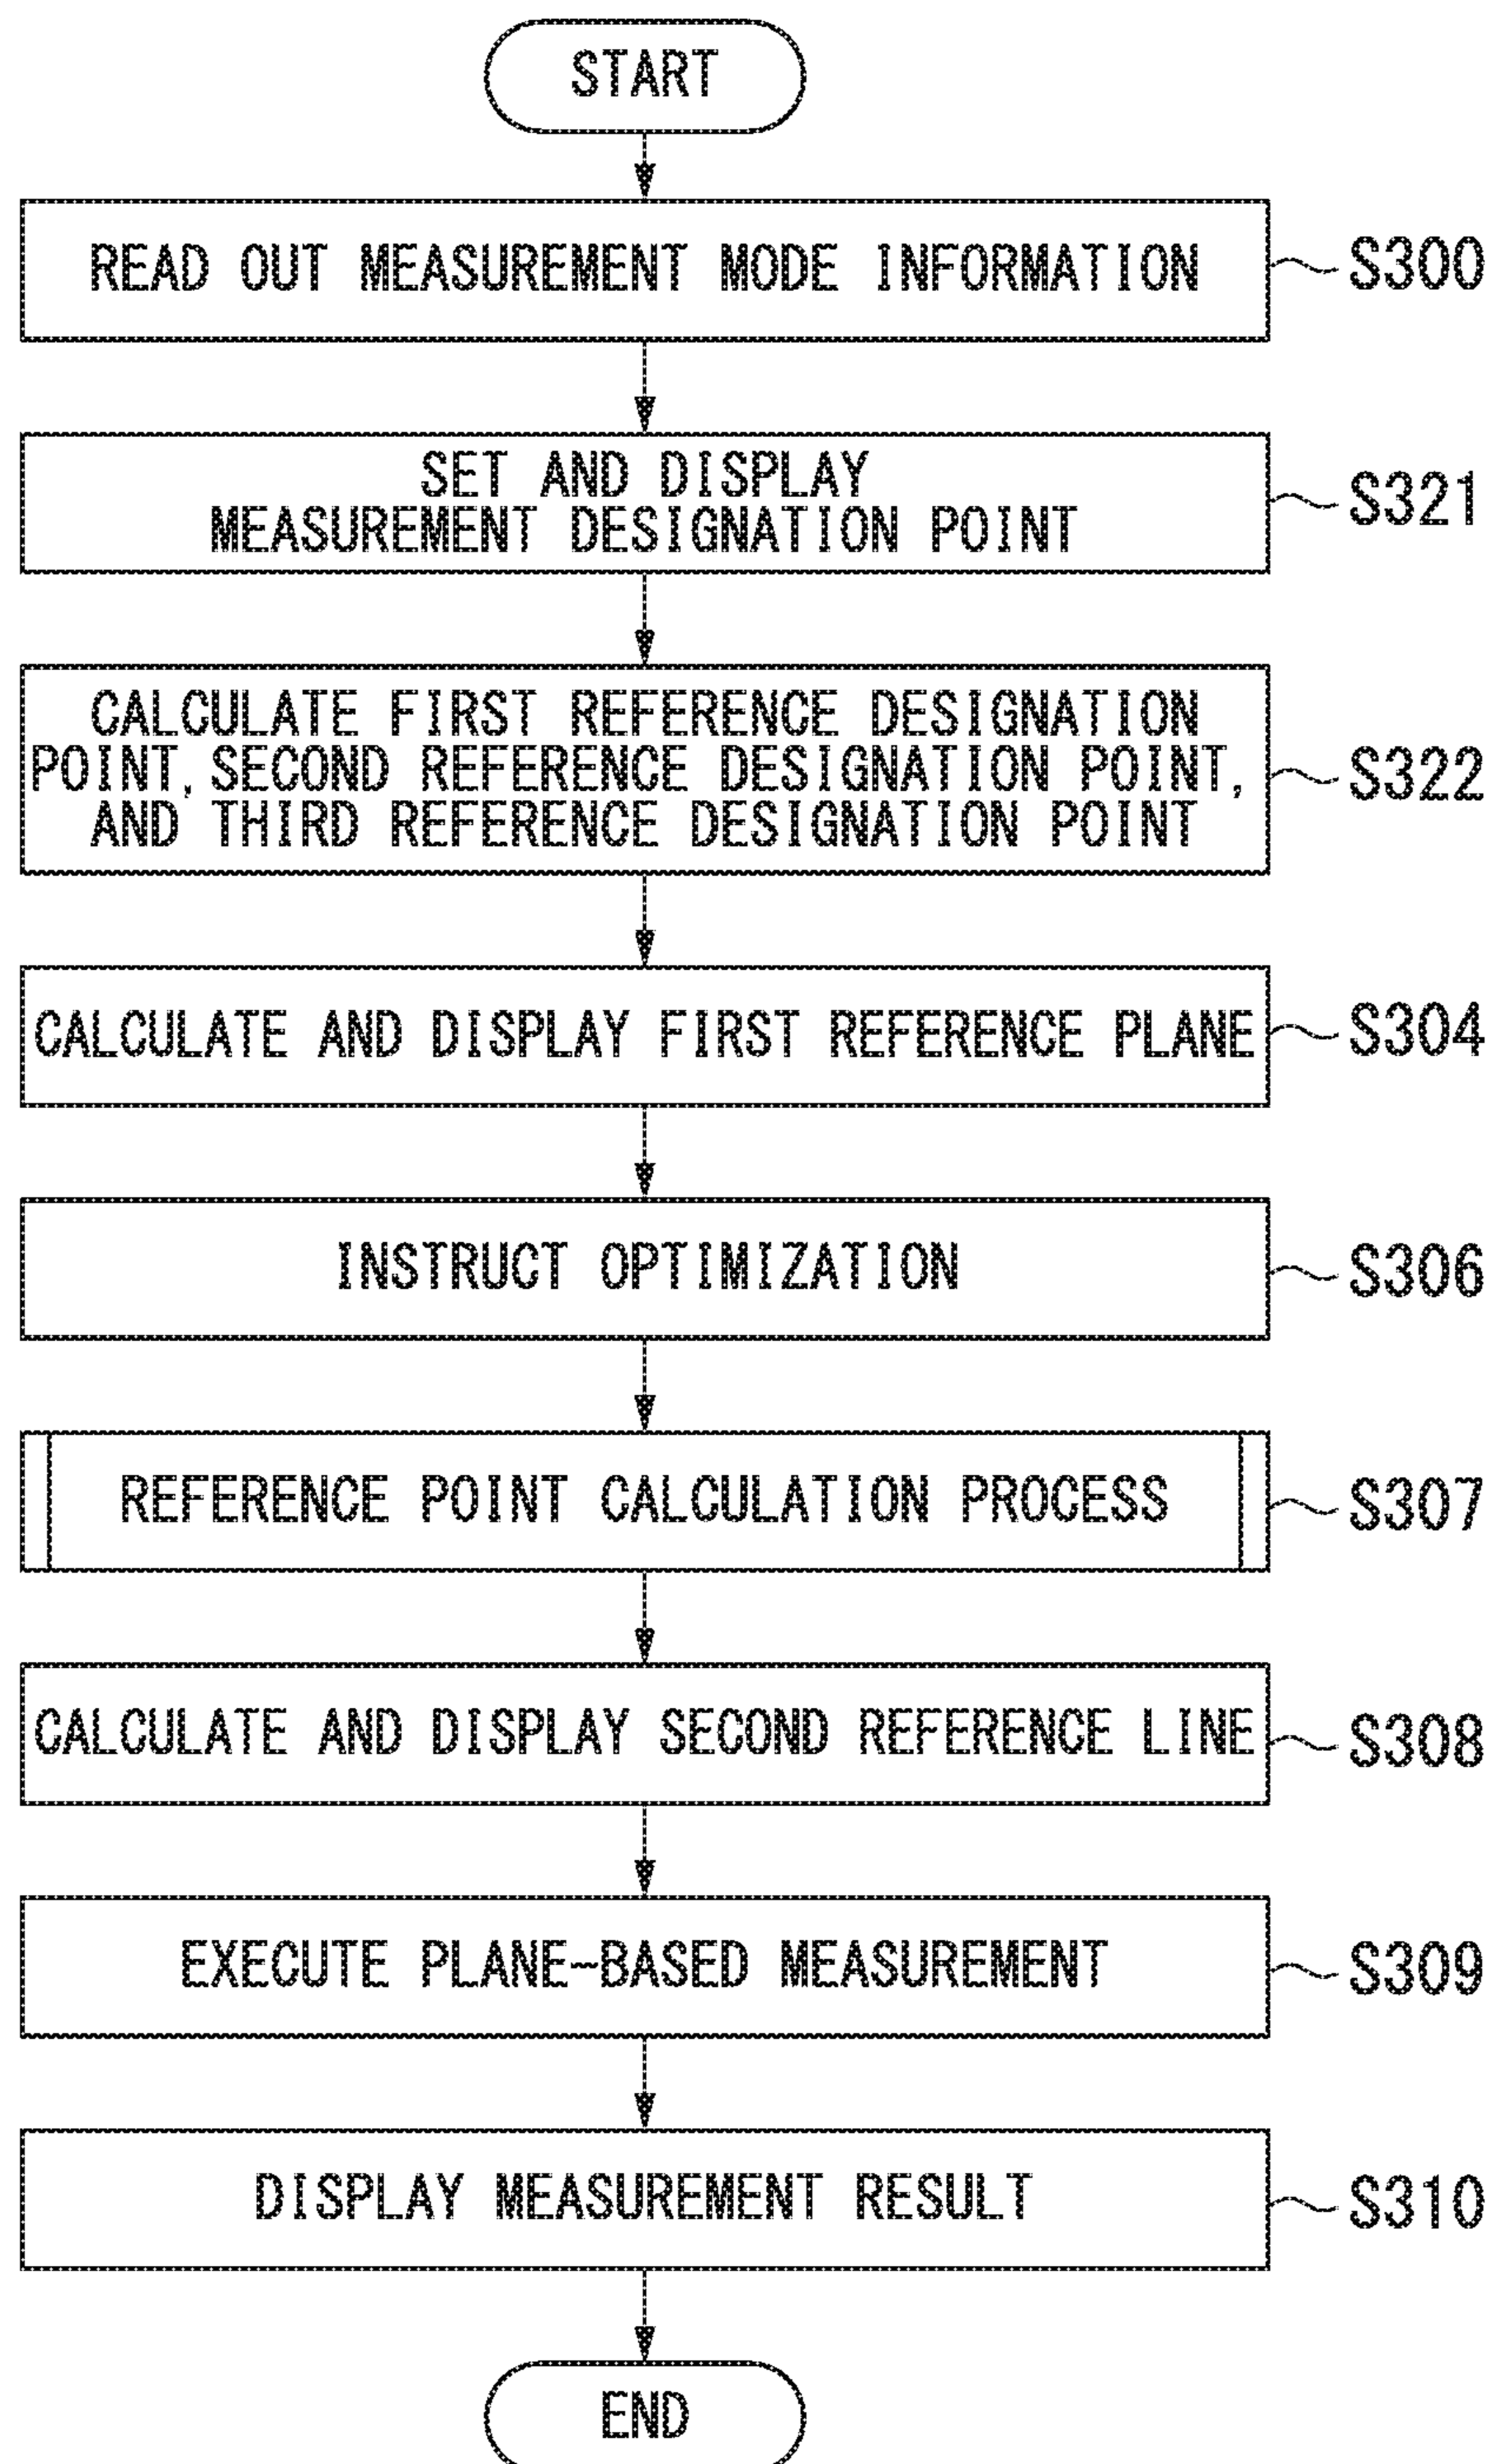 START
READ OUT MEASUREMENT MODE INFORMATION
S300
SET AND DISPLAY
MEASUREMENT DESIGNATION POINT
S321
CALCULATE FIRST REFERENCE DESIGNATION
POINT, SECOND REFERENCE DESIGNATION POINT,
AND THIRD REFERENCE DESIGNATION POINT
S322
CALCULATE AND DISPLAY FIRST REFERENCE PLANE
S304
INSTRUCT OPTIMIZATION
S306
REFERENCE POINT CALCULATION PROCESS
S307
CALCULATE AND DISPLAY SECOND REFERENCE LINE
S308
EXECUTE PLANE-BASED MEASUREMENT
S309
DISPLAY MEASUREMENT RESULT
S310
END